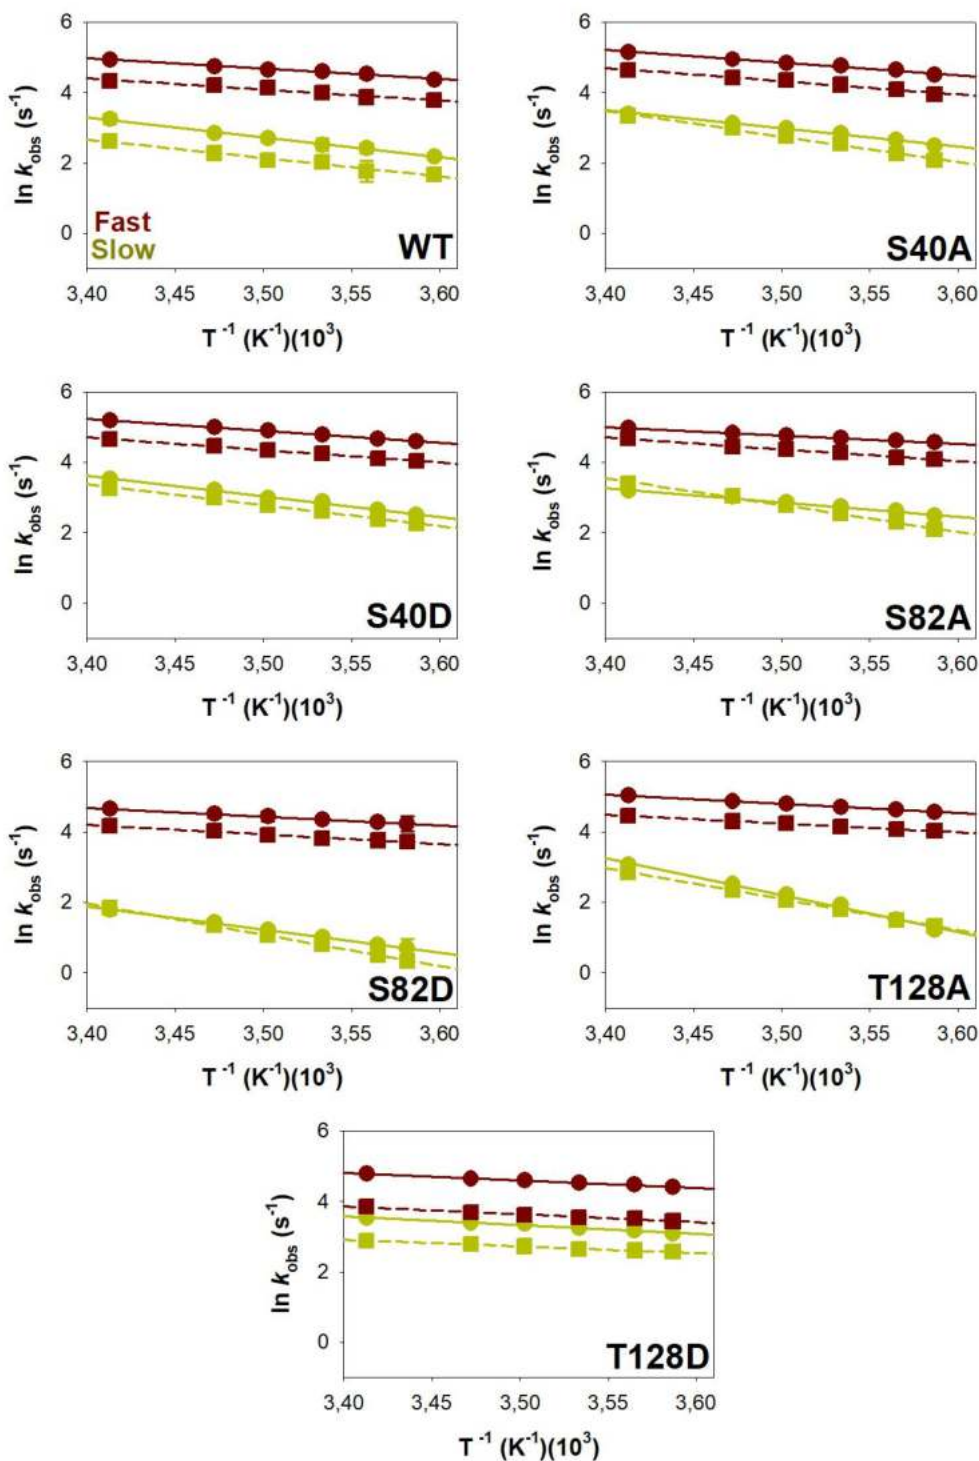 6
4
2
0
ln kobs (s-1)
Fast
Slow
WT
3,40 3,45 3,50 3,55 3,60
T -1 (K-1)(103)
6
4
2
0
ln kobs (s-1)
S40A
3,40 3,45 3,50 3,55 3,60
T -1 (K-1)(103)
6
4
2
0
ln kobs (s-1)
S40D
3,40 3,45 3,50 3,55 3,60
T -1 (K-1)(103)
6
4
2
0
ln kobs (s-1)
S82A
3,40 3,45 3,50 3,55 3,60
T -1 (K-1)(103)
6
4
2
0
ln kobs (s-1)
S82D
3,40 3,45 3,50 3,55 3,60
T -1 (K-1)(103)
6
4
2
0
ln kobs (s-1)
T128A
3,40 3,45 3,50 3,55 3,60
T -1 (K-1)(103)
6
4
2
0
ln kobs (s-1)
T128D
3,40 3,45 3,50 3,55 3,60
T -1 (K-1)(103)